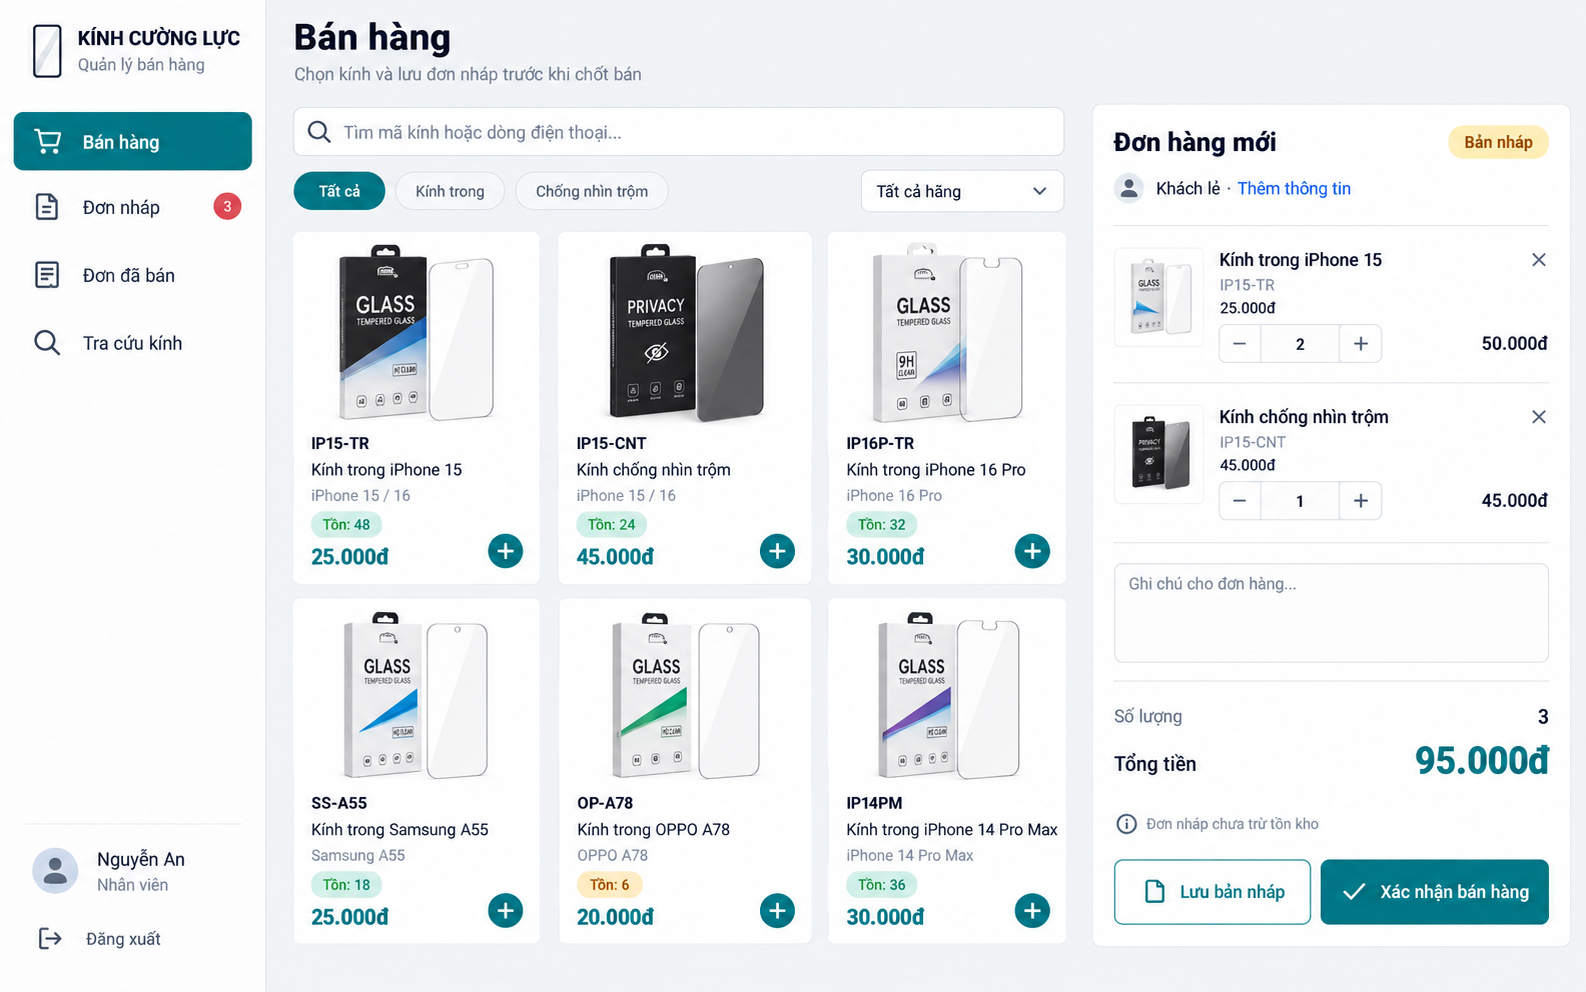 KÍNH CƯỜNG LỰC
Quản lý bán hàng
Bán hàng
Đơn nháp
3
Đơn đã bán
Tra cứu kính
Nguyễn An
Nhân viên
Đăng xuất
Bán hàng
Chọn kính và lưu đơn nháp trước khi chốt bán
Tìm mã kính hoặc dòng điện thoại...
Tất cả
Kính trong
Chống nhìn trộm
Tất cả hãng
GLASS
TEMPERED GLASS
IP15-TR
Kính trong iPhone 15
iPhone 15 / 16
Tồn: 48
25.000đ
PRIVACY
TEMPERED GLASS
IP15-CNT
Kính chống nhìn trộm
iPhone 15 / 16
Tồn: 24
45.000đ
GLASS
TEMPERED GLASS
9H
CLEAR
IP16P-TR
Kính trong iPhone 16 Pro
iPhone 16 Pro
Tồn: 32
30.000đ
GLASS
TEMPERED GLASS
SS-A55
Kính trong Samsung A55
Samsung A55
Tồn: 18
25.000đ
GLASS
TEMPERED GLASS
OP-A78
Kính trong OPPO A78
OPPO A78
Tồn: 6
20.000đ
GLASS
TEMPERED GLASS
IP14PM
Kính trong iPhone 14 Pro Max
iPhone 14 Pro Max
Tồn: 36
30.000đ
Đơn hàng mới
Bản nháp
Khách lẻ · Thêm thông tin
GLASS
Kính trong iPhone 15
IP15-TR
25.000đ
2
50.000đ
PRIVACY
Kính chống nhìn trộm
IP15-CNT
45.000đ
1
45.000đ
Ghi chú cho đơn hàng...
Số lượng
3
Tổng tiền
95.000đ
Đơn nháp chưa trừ tồn kho
Lưu bản nháp
Xác nhận bán hàng